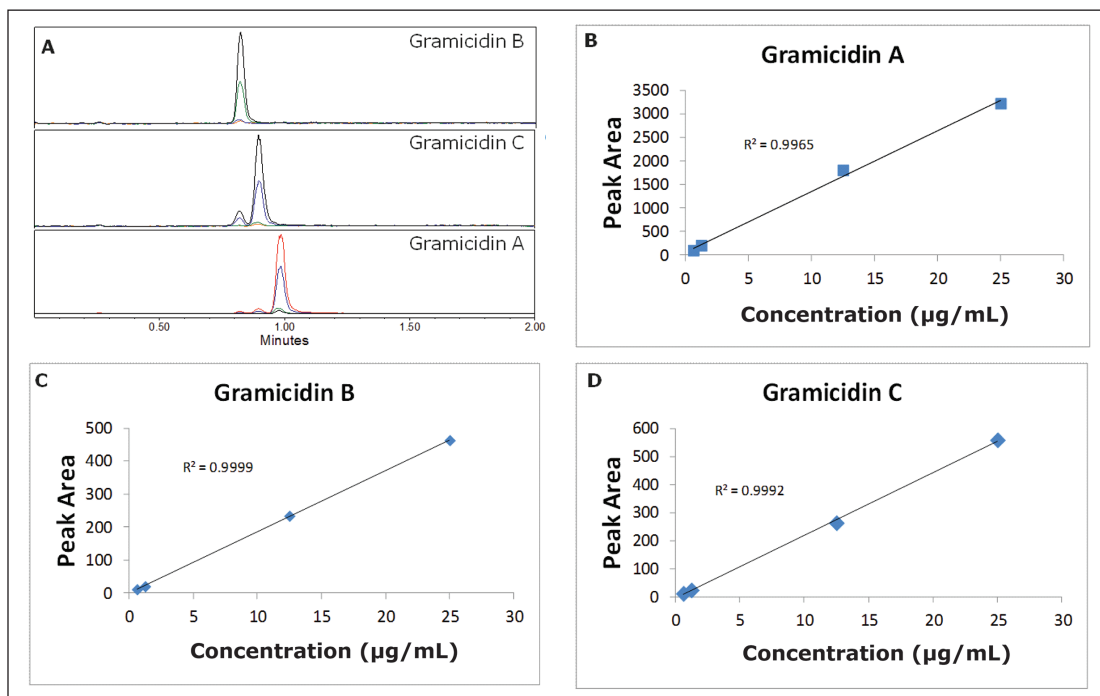 A
Gramicidin B
Gramicidin C
Gramicidin A
0.50 1.00 1.50 2.00
Minutes
B
Gramicidin A
3500
3000
2500
2000
1500
1000
500
0
R² = 0.9965
Peak Area
0 5 10 15 20 25 30
Concentration (µg/mL)
C
Gramicidin B
500
400
300
200
100
0
R² = 0.9999
Peak Area
0 5 10 15 20 25 30
Concentration (µg/mL)
D
Gramicidin C
600
500
400
300
200
100
0
R² = 0.9992
Peak Area
0 5 10 15 20 25 30
Concentration (µg/mL)